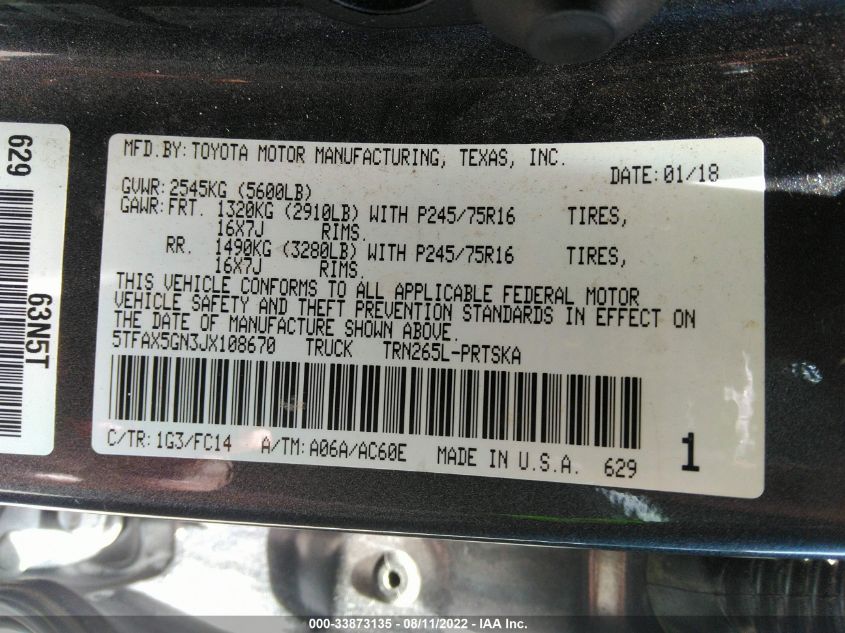 MFD.BY: TOYOTA MOTOR MANUFACTURING, TEXAS, INC.
DATE: 01/18
GVWR: 2545KG (5600LB)
GAWR: FRT. 1320KG (2910LB) WITH P245/75R16 TIRES,
16X7J RIMS.
RR. 1490KG (3280LB) WITH P245/75R16 TIRES,
16X7J RIMS.
THIS VEHICLE CONFORMS TO ALL APPLICABLE FEDERAL MOTOR
VEHICLE SAFETY AND THEFT PREVENTION STANDARDS IN EFFECT ON
THE DATE OF MANUFACTURE SHOWN ABOVE.
5TFAX5GN3JX108670 TRUCK TRN265L-PRTSKA
C/TR: 1G3/FC14 A/TM: A06A/AC60E MADE IN U.S.A. 629 1
629
63N5T
000-33873135 - 08/11/2022 - IAA Inc.